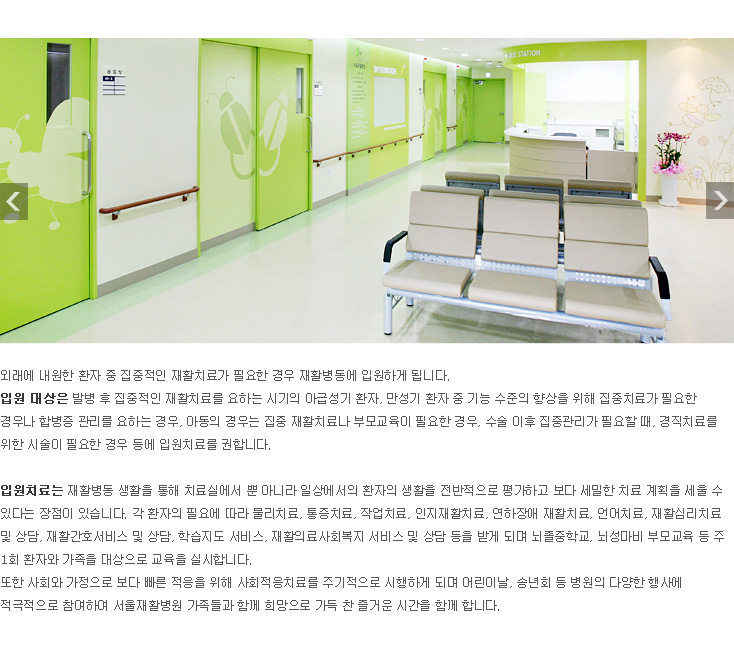 NURSE STATION
외래에 내원한 환자 중 집중적인 재활치료가 필요한 경우 재활병동에 입원하게 됩니다.
입원 대상은 발병 후 집중적인 재활치료를 요하는 시기의 아급성기 환자, 만성기 환자 중 기능 수준의 향상을 위해 집중치료가 필요한
경우나 합병증 관리를 요하는 경우, 아동의 경우는 집중 재활치료나 부모교육이 필요한 경우, 수술 이후 집중관리가 필요할 때, 경직치료를
위한 시술이 필요한 경우 등에 입원치료를 권합니다.
입원치료는 재활병동 생활을 통해 치료실에서 뿐 아니라 일상에서의 환자의 생활을 전반적으로 평가하고 보다 세밀한 치료 계획을 세울 수
있다는 장점이 있습니다. 각 환자의 필요에 따라 물리치료, 통증치료, 작업치료, 인지재활치료, 연하장애 재활치료, 언어치료, 재활심리치료
및 상담, 재활간호서비스 및 상담, 학습지도 서비스, 재활의료사회복지 서비스 및 상담 등을 받게 되며 뇌졸중학교, 뇌성마비 부모교육 등 주
1회 환자와 가족을 대상으로 교육을 실시합니다.
또한 사회와 가정으로 보다 빠른 적응을 위해 사회적응치료를 주기적으로 시행하게 되며 어린이날, 송년회 등 병원의 다양한 행사에
적극적으로 참여하여 서울재활병원 가족들과 함께 희망으로 가득 찬 즐거운 시간을 함께 합니다.